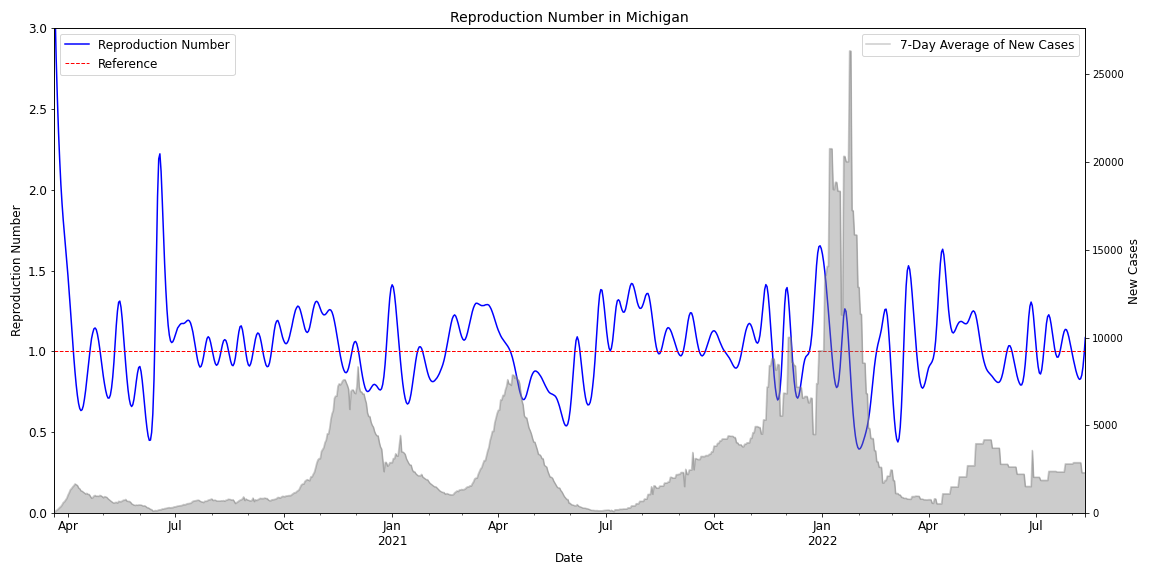 Reproduction Number in Michigan
Reproduction Number
Reference
7-Day Average of New Cases
3.0
2.5
2.0
1.5
1.0
0.5
0.0
Reproduction Number
25000
20000
15000
10000
5000
0
New Cases
Apr
Jul
Oct
Jan
2021
Apr
Jul
Oct
Jan
2022
Apr
Jul
Date